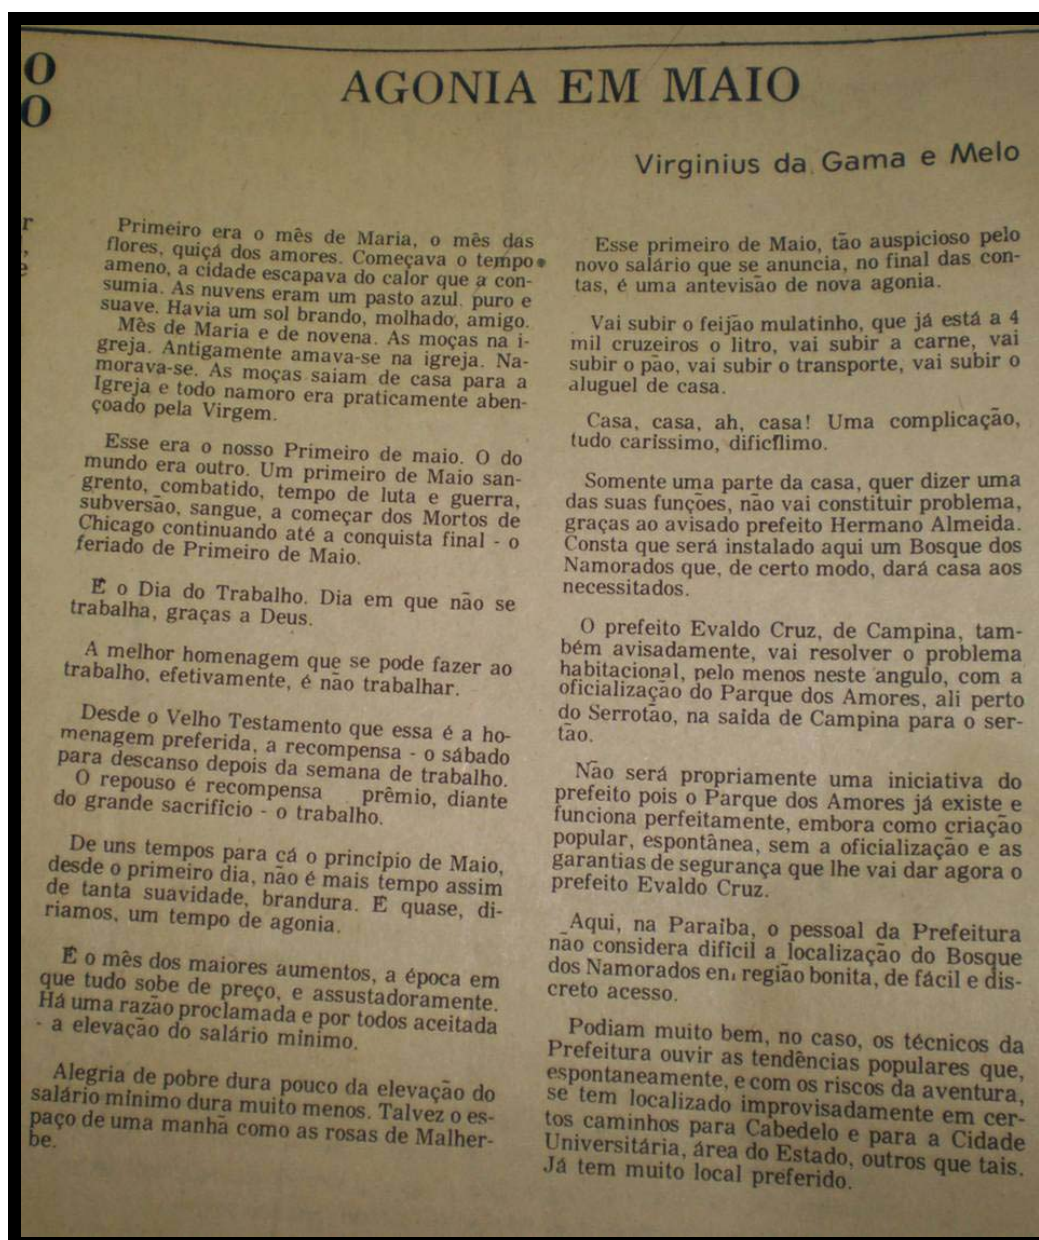 O
O
AGONIA EM MAIO
Virginius da Gama e Melo
r
,
e
Primeiro era o mês de Maria, o mês das
flores, quiçá dos amores. Começava o tempo
ameno, a cidade escapava do calor que a con-
sumia. As nuvens eram um pasto azul puro e
suave. Havia um sol brando, molhado, amigo.
Mês de Maria e de novena. As moças na i-
greja. Antigamente amava-se na igreja. Na-
morava-se. As moças saiam de casa para a
Igreja e todo namoro era praticamente aben-
çoado pela Virgem.
Esse era o nosso Primeiro de maio. O do
mundo era outro. Um primeiro de Maio san-
grento, combatido, tempo de luta e guerra,
subversão, sangue, a começar dos Mortos de
Chicago continuando até a conquista final - o
feriado de Primeiro de Maio.
É o Dia do Trabalho. Dia em que não se
trabalha, graças a Deus.
A melhor homenagem que se pode fazer ao
trabalho, efetivamente, é não trabalhar.
Desde o Velho Testamento que essa é a ho-
menagem preferida, a recompensa - o sábado
para descanso depois da semana de trabalho.
O repouso é recompensa prêmio, diante
do grande sacrificio - o trabalho.
De uns tempos para cá o principio de Maio,
desde o primeiro dia, não é mais tempo assim
de tanta suavidade, brandura. E quase, di-
riamos, um tempo de agonia.
É o mês dos maiores aumentos, a época em
que tudo sobe de preço, e assustadoramente.
Há uma razão proclamada e por todos aceitada
- a elevação do salário minimo.
Alegria de pobre dura pouco da elevação do
salário minimo dura muito menos. Talvez o es-
paço de uma manhã como as rosas de Malher-
be.
Esse primeiro de Maio, tão auspicioso pelo
novo salário que se anuncia, no final das con-
tas, é uma antevisão de nova agonia.
Vai subir o feijão mulatinho, que já está a 4
mil cruzeiros o litro, vai subir a carne, vai
subir o pão, vai subir o transporte, vai subir o
aluguel de casa.
Casa, casa, ah, casa! Uma complicação,
tudo carissimo, dificílimo.
Somente uma parte da casa, quer dizer uma
das suas funções, não vai constituir problema,
graças ao avisado prefeito Hermano Almeida.
Consta que será instalado aqui um Bosque dos
Namorados que, de certo modo, dará casa aos
necessitados.
O prefeito Evaldo Cruz, de Campina, tam-
bém avisadamente, vai resolver o problema
habitacional, pelo menos neste angulo, com a
oficialização do Parque dos Amores, ali perto
do Serrotão, na saida de Campina para o ser-
tão.
Não será propriamente uma iniciativa do
prefeito pois o Parque dos Amores já existe e
funciona perfeitamente, embora como criação
popular, espontânea, sem a oficialização e as
garantias de segurança que lhe vai dar agora o
prefeito Evaldo Cruz.
Aqui, na Paraiba, o pessoal da Prefeitura
não considera dificil a localização do Bosque
dos Namorados em região bonita, de fácil e dis-
creto acesso.
Podiam muito bem, no caso, os técnicos da
Prefeitura ouvir as tendências populares que,
espontaneamente, e com os riscos da aventura,
se tem localizado improvisadamente em cer-
tos caminhos para Cabedelo e para a Cidade
Universitária, área do Estado, outros que tais.
Já tem muito local preferido.